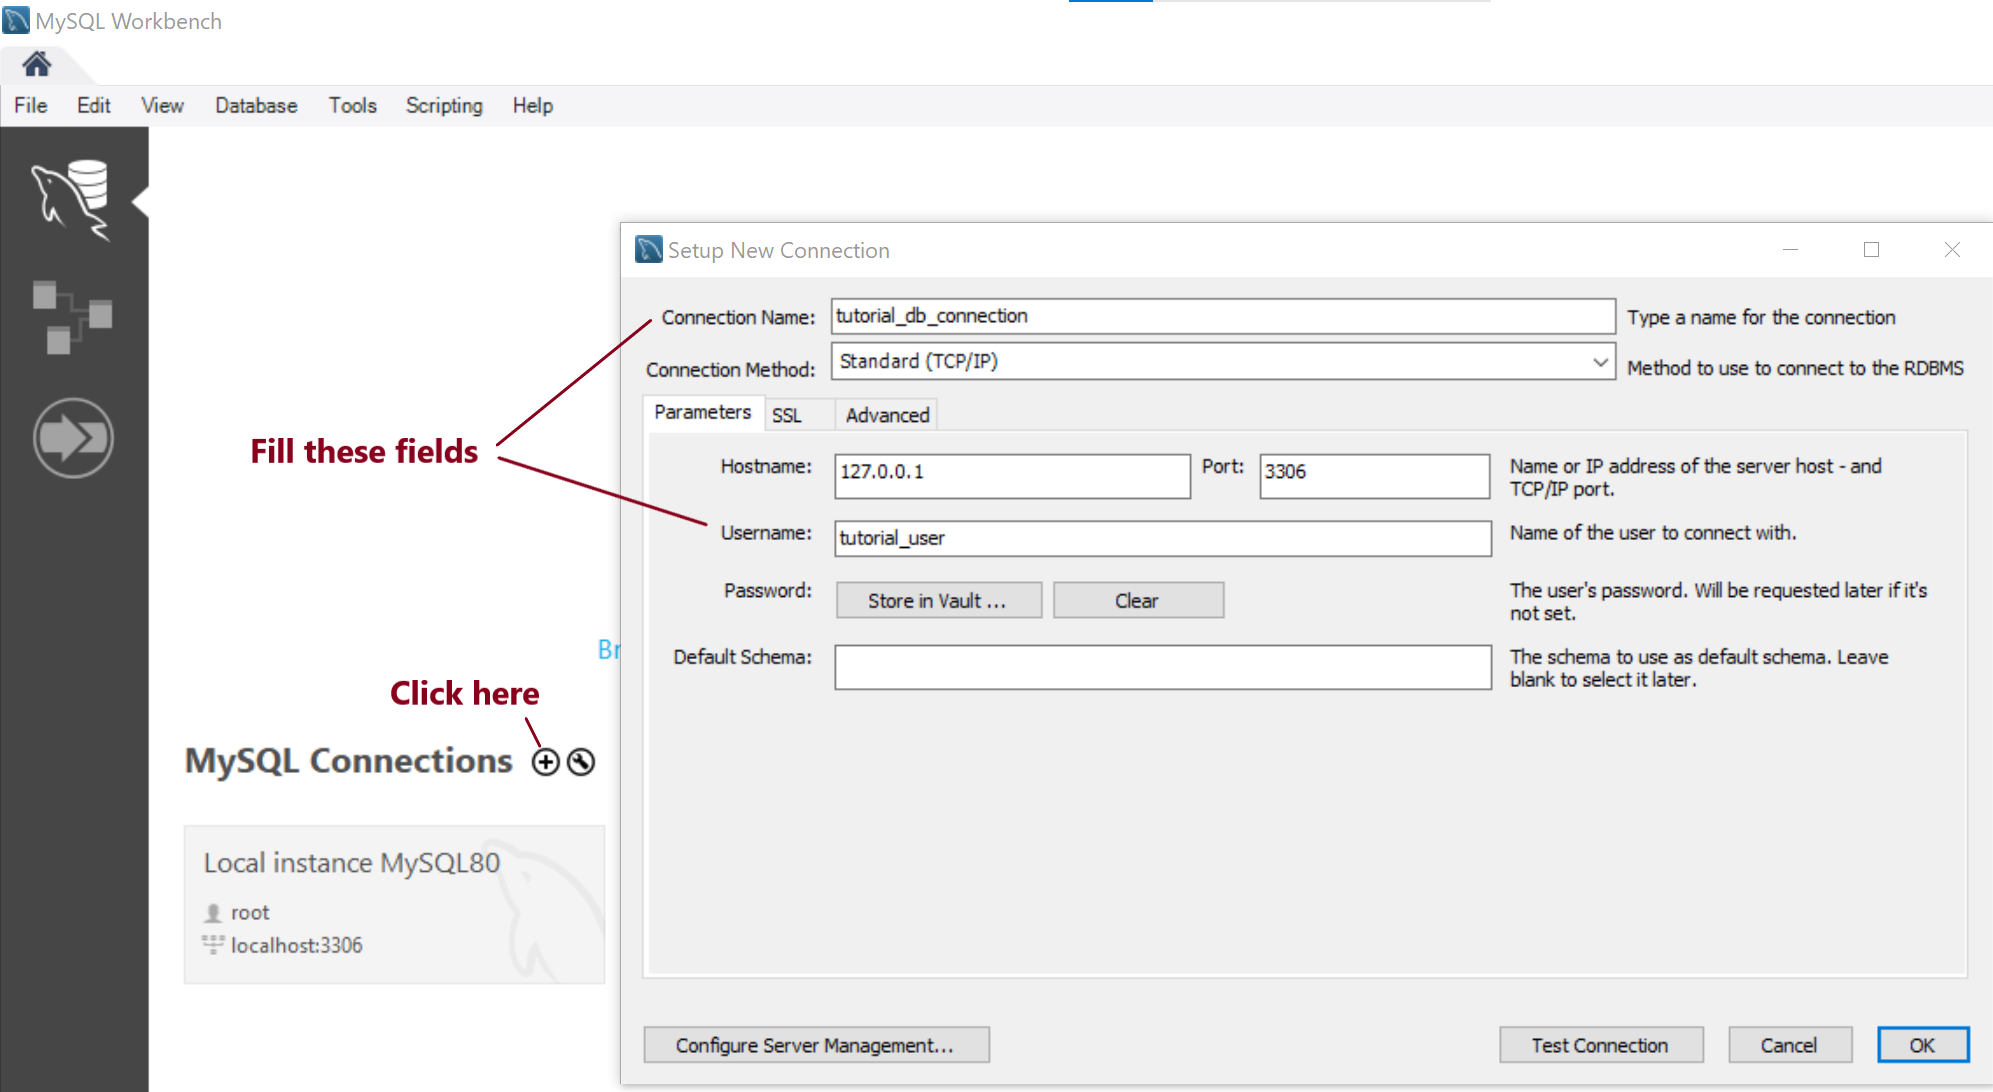 MySQL Workbench
File Edit View Database Tools Scripting Help
Setup New Connection
Connection Name: tutorial_db_connection Type a name for the connection
Connection Method: Standard (TCP/IP) Method to use to connect to the RDBMS
Parameters SSL Advanced
Fill these fields
Hostname: 127.0.0.1 Port: 3306 Name or IP address of the server host - and
TCP/IP port.
Username: tutorial_user Name of the user to connect with.
Password: Store in Vault ... Clear The user's password. Will be requested later if it's
not set.
Br
Default Schema: The schema to use as default schema. Leave
blank to select it later.
Click here
MySQL Connections
Local instance MySQL80
root
localhost:3306
Configure Server Management... Test Connection Cancel OK